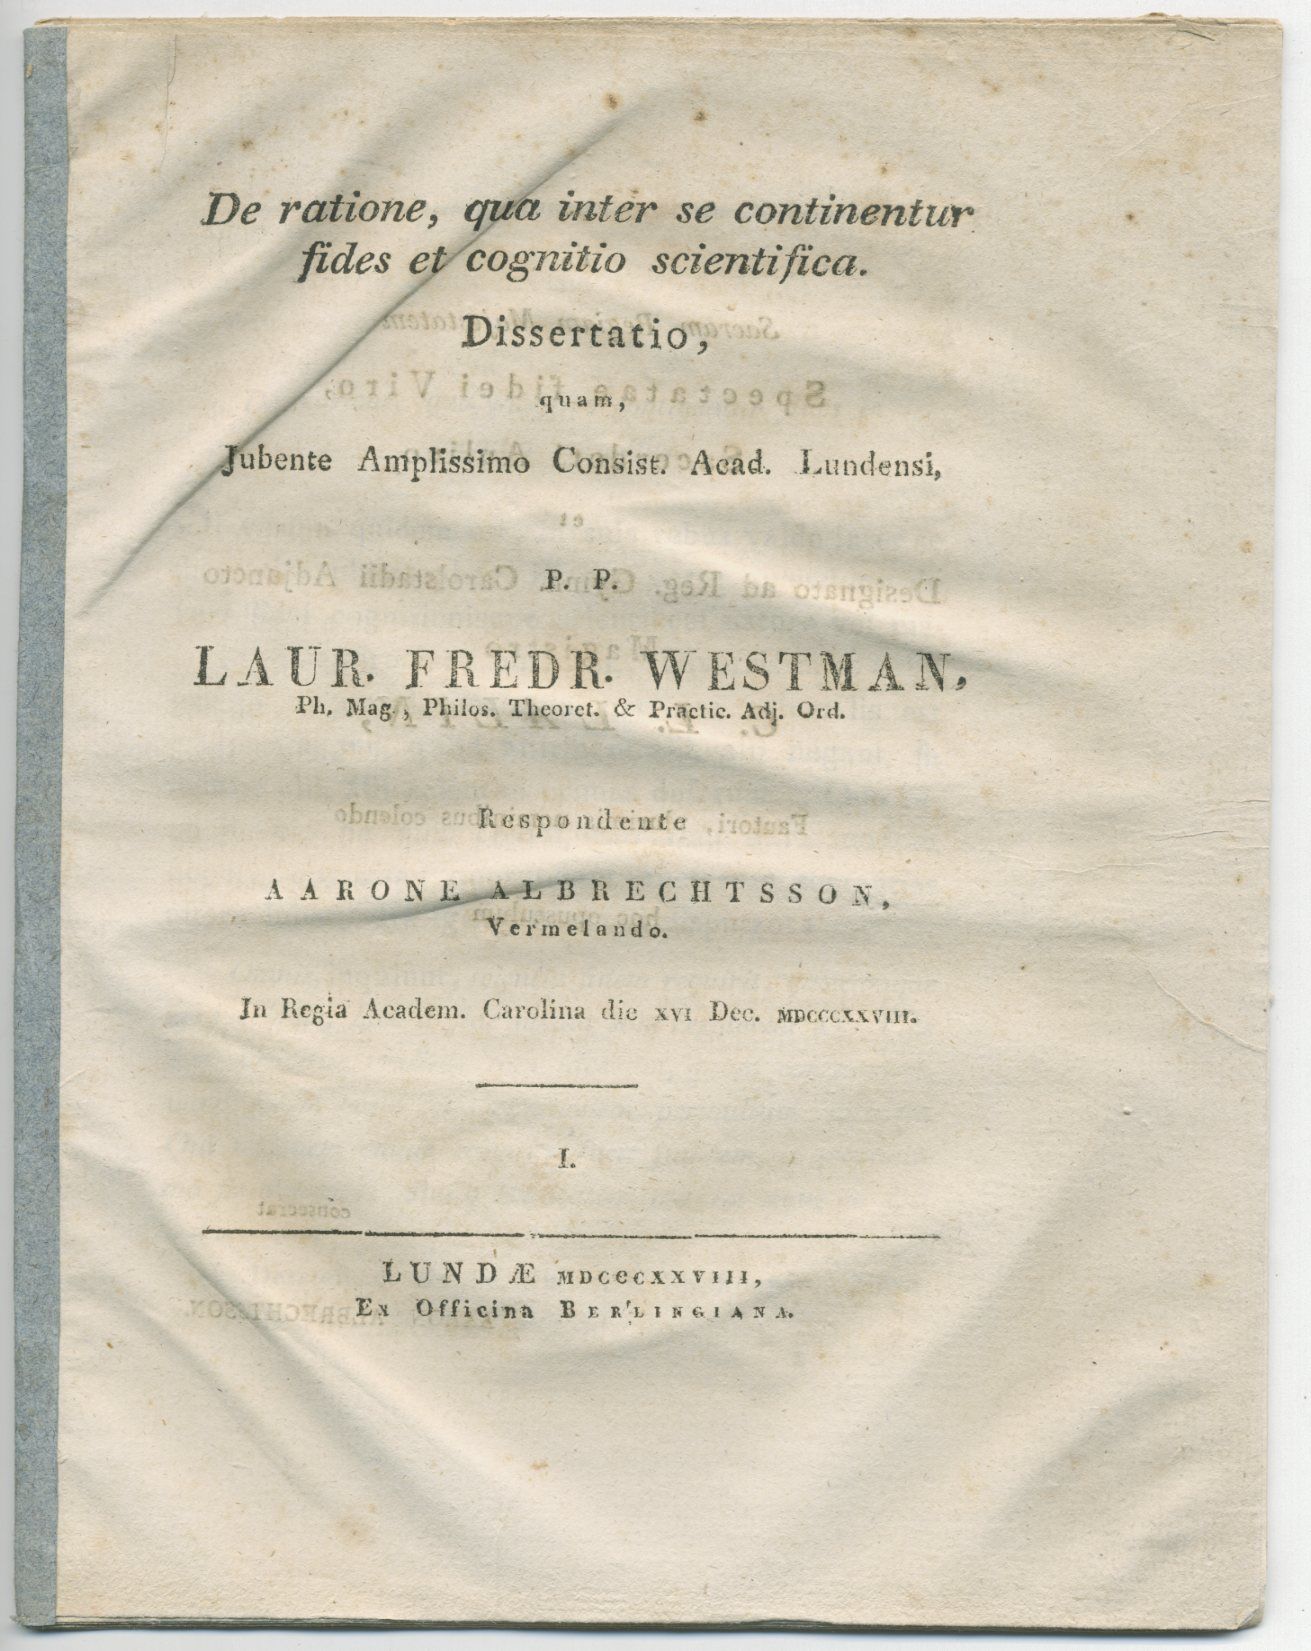 De ratione, qua inter se continentur
fides et cognitio scientifica.
Dissertatio,
quam,
Jubente Amplissimo Consist. Acad. Lundensi,
P. P.
LAUR. FREDR. WESTMAN,
Ph. Mag., Philos. Theoret. & Practic. Adj. Ord.
Respondente
AARONE ALBRECHTSSON,
Vermelando.
In Regia Academ. Carolina die XVI Dec. MDCCCXXVIII.
I.
LUNDÆ MDCCCXXVIII,
Ex Officina BERLINGIANA.